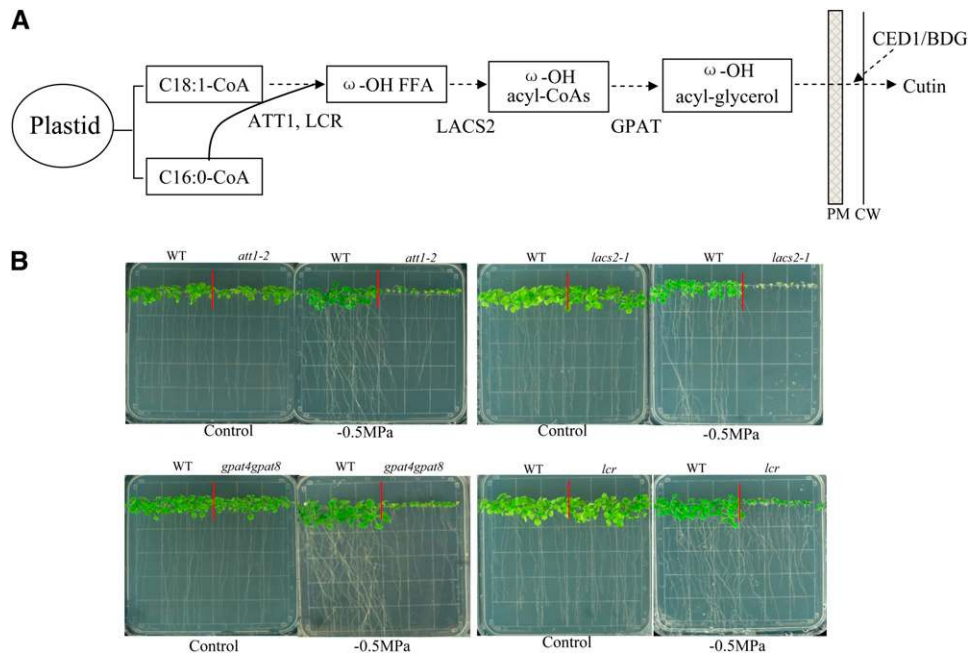 A
Plastid
C18:1-CoA
C16:0-CoA
ATT1, LCR
ω-OH FFA
LACS2
ω-OH
acyl-CoAs
GPAT
ω-OH
acyl-glycerol
CED1/BDG
Cutin
PM CW
B
WT att1-2 WT att1-2 WT lacs2-1 WT lacs2-1
Control -0.5MPa Control -0.5MPa
WT gpat4gpat8 WT gpat4gpat8 WT lcr WT lcr
Control -0.5MPa Control -0.5MPa